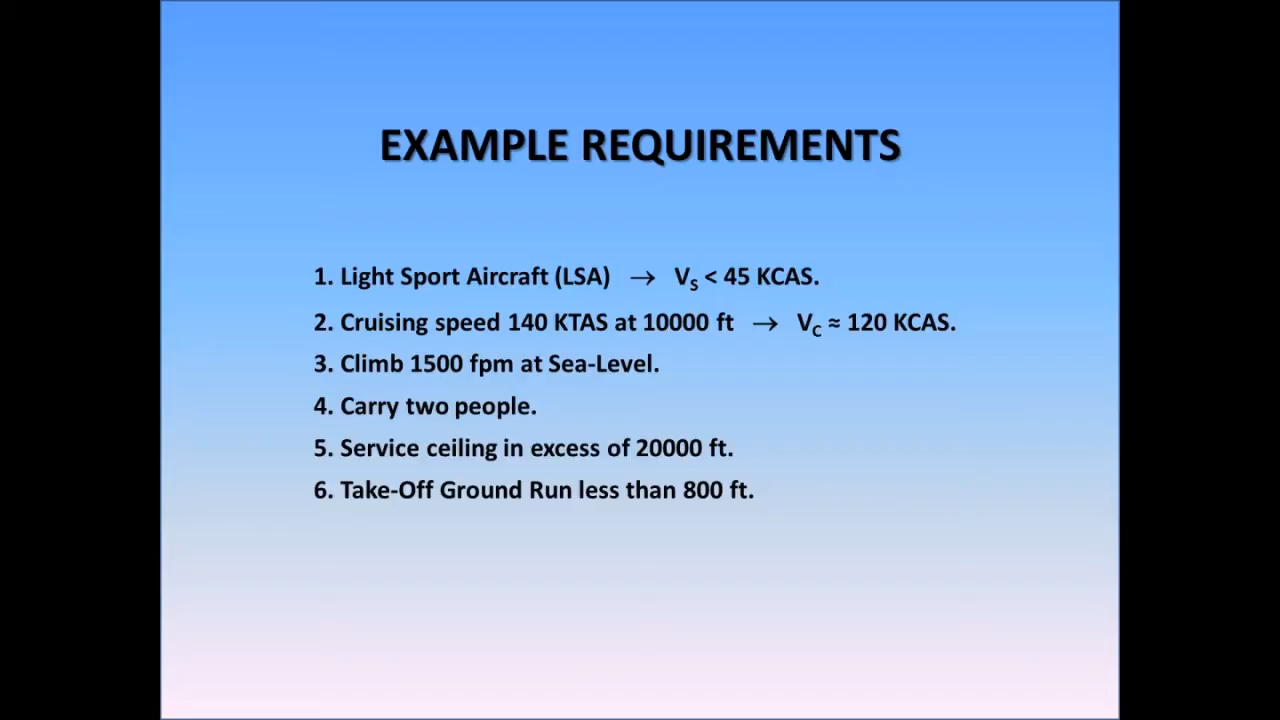 EXAMPLE REQUIREMENTS
1. Light Sport Aircraft (LSA) → VS < 45 KCAS.
2. Cruising speed 140 KTAS at 10000 ft → VC ≈ 120 KCAS.
3. Climb 1500 fpm at Sea-Level.
4. Carry two people.
5. Service ceiling in excess of 20000 ft.
6. Take-Off Ground Run less than 800 ft.